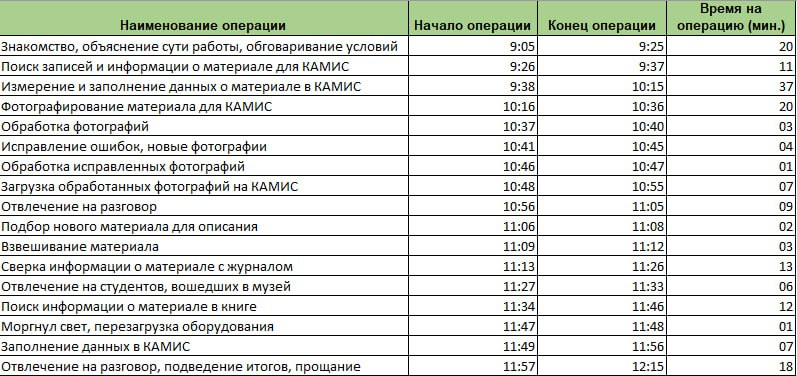 Наименование операции Начало операции Конец операции Время на операцию (мин.)
Знакомство, объяснение сути работы, обговаривание условий 9:05 9:25 20
Поиск записей и информации о материале для КАМИС 9:26 9:37 11
Измерение и заполнение данных о материале в КАМИС 9:38 10:15 37
Фотографирование материала для КАМИС 10:16 10:36 20
Обработка фотографий 10:37 10:40 03
Исправление ошибок, новые фотографии 10:41 10:45 04
Обработка исправленных фотографий 10:46 10:47 01
Загрузка обработанных фотографий на КАМИС 10:48 10:55 07
Отвлечение на разговор 10:56 11:05 09
Подбор нового материала для описания 11:06 11:08 02
Взвешивание материала 11:09 11:12 03
Сверка информации о материале с журналом 11:13 11:26 13
Отвлечение на студентов, вошедших в музей 11:27 11:33 06
Поиск информации о материале в книге 11:34 11:46 12
Моргнул свет, перезагрузка оборудования 11:47 11:48 01
Заполнение данных в КАМИС 11:49 11:56 07
Отвлечение на разговор, подведение итогов, прощание 11:57 12:15 18